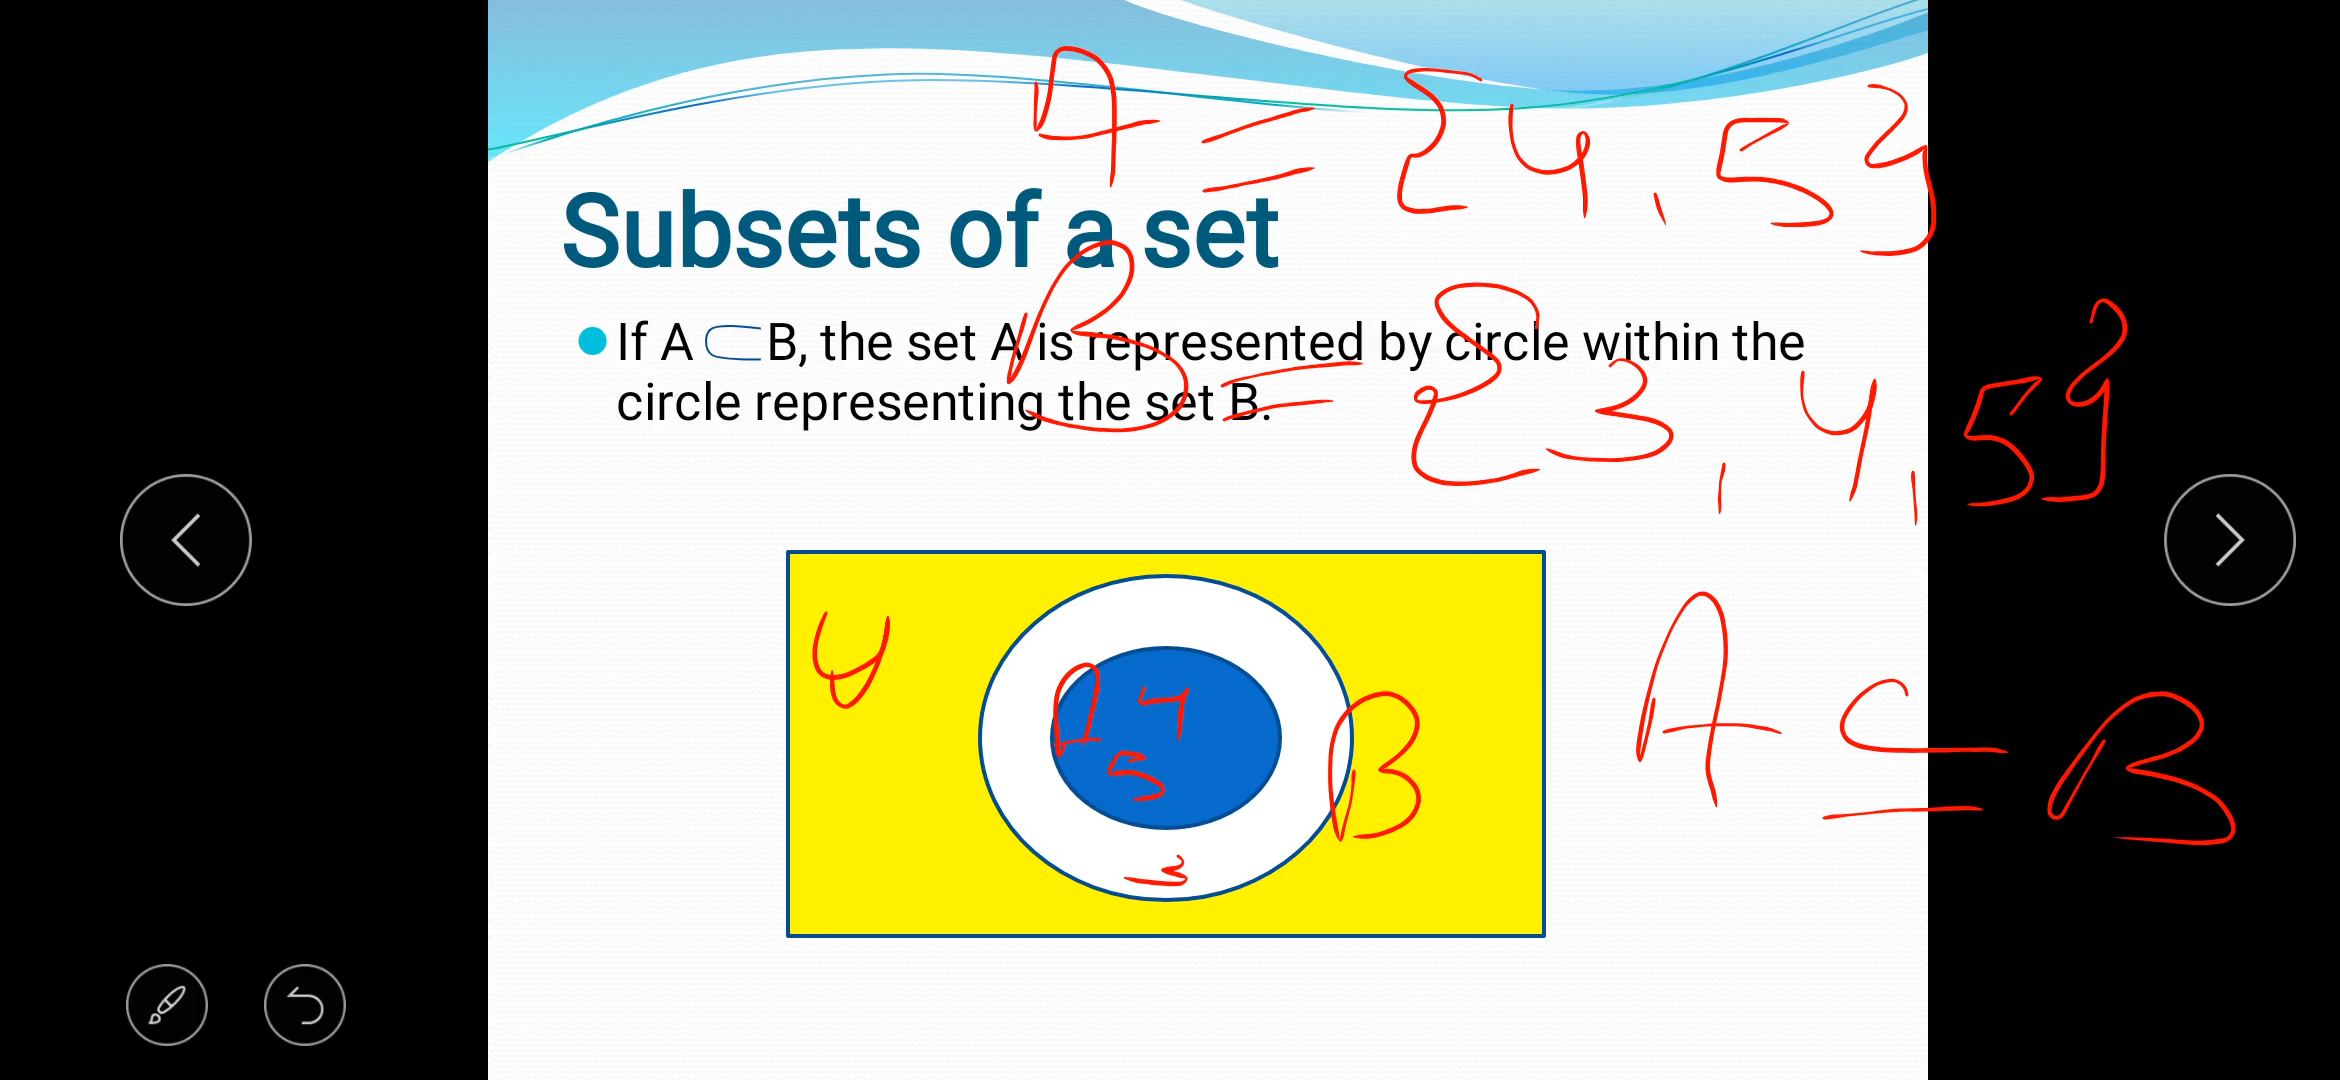 A = {4, 5}
Subsets of a set
B = {3, 4, 5}
If A ⊂ B, the set A is represented by circle within the
circle representing the set B.
U
A 4
5
B
3
A ⊆ B